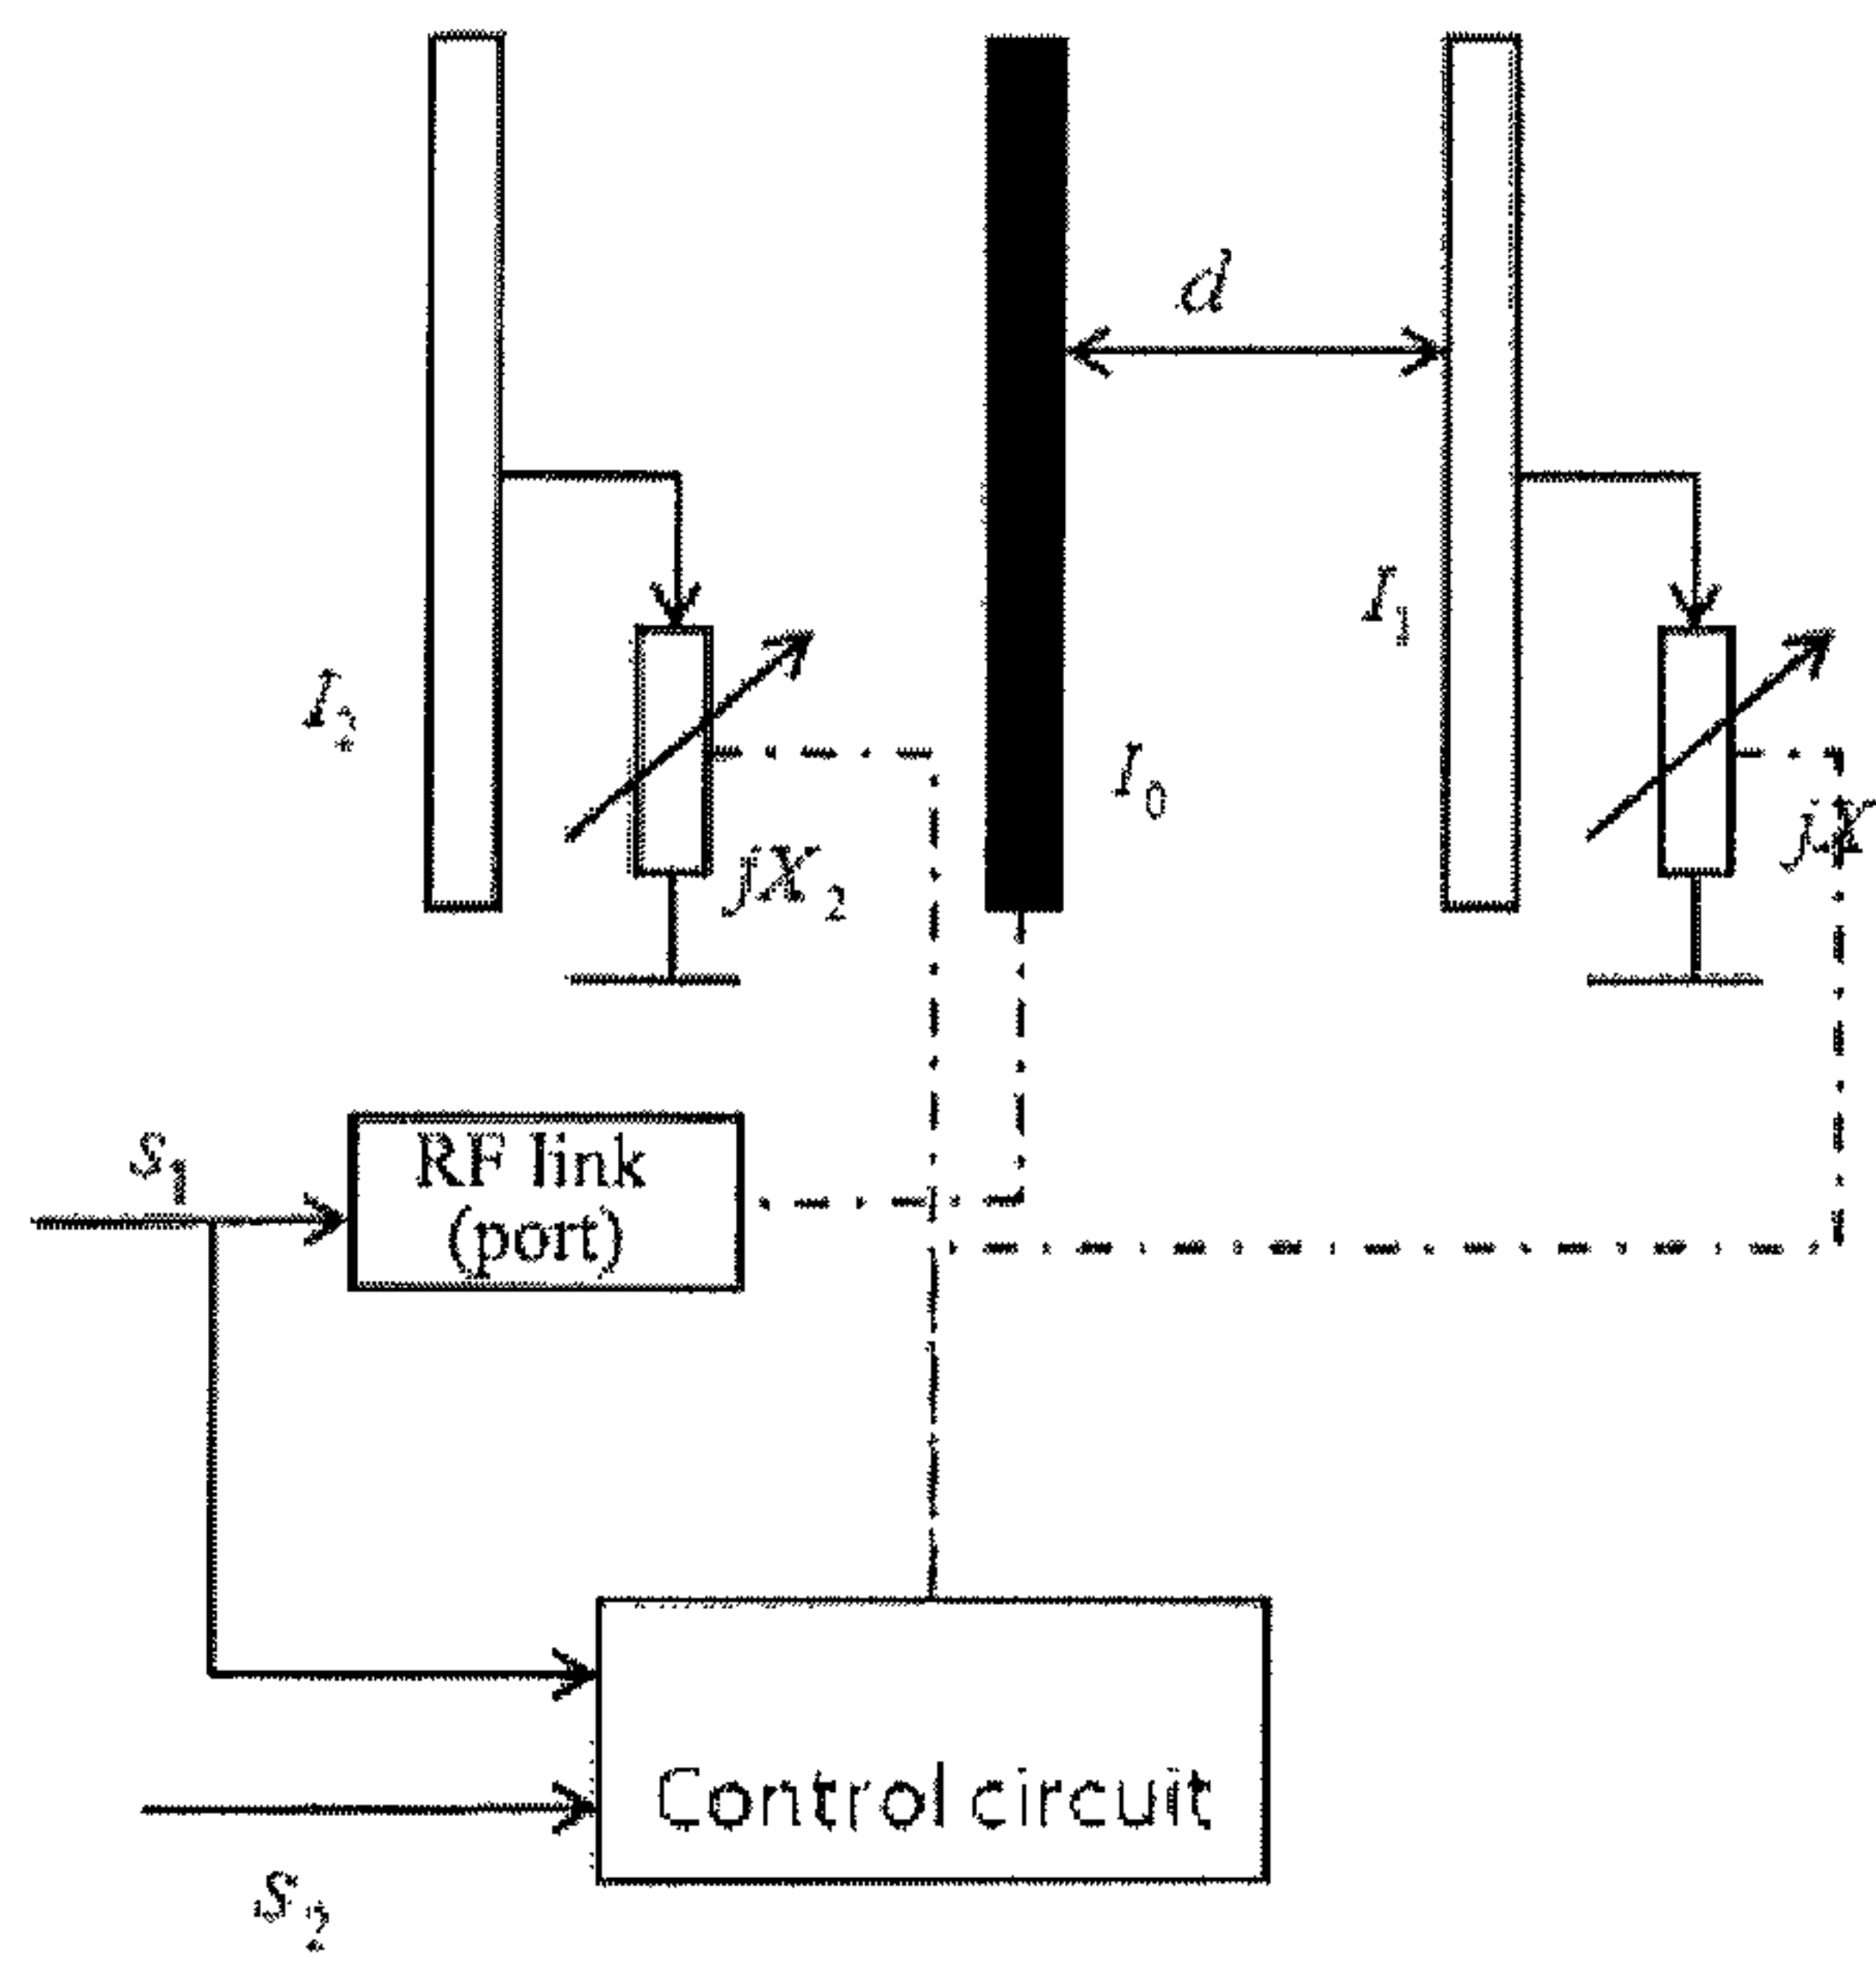 d
I₁
I₂
I₀
jX₂
jX
S₁
RF link
(port)
Control circuit
S₂